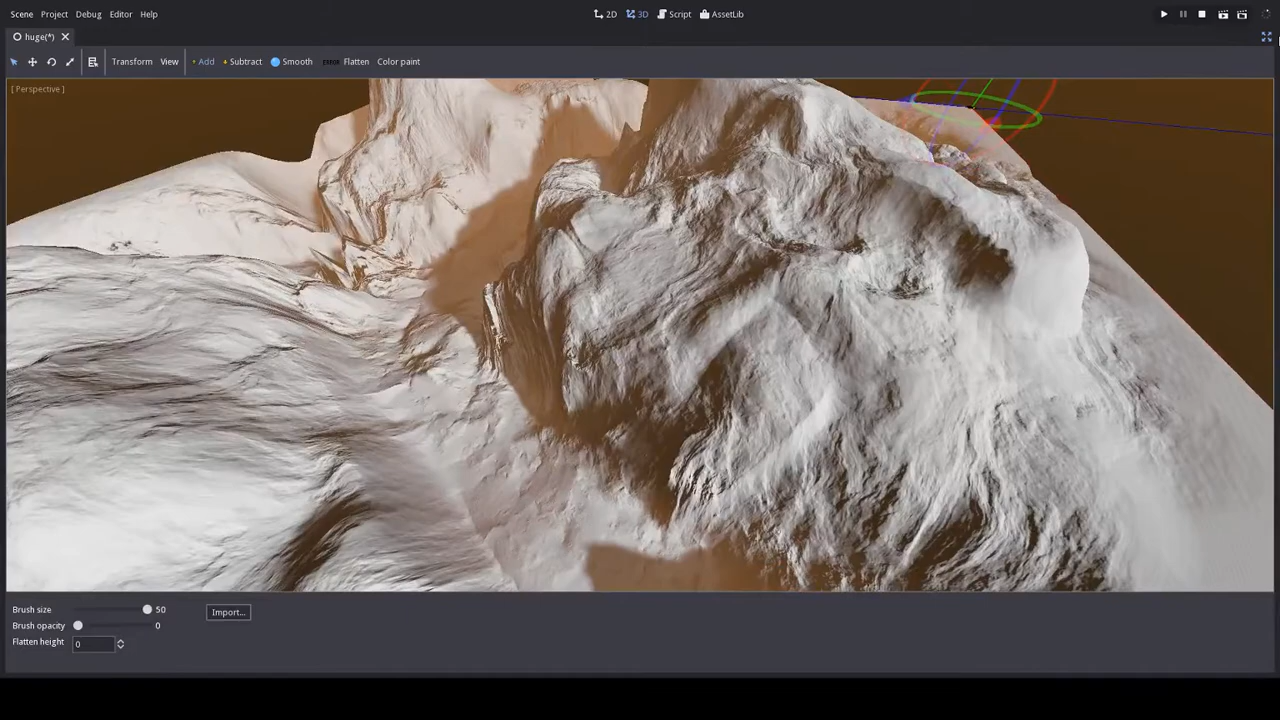 Scene Project Debug Editor Help 2D 3D Script AssetLib
huge(*)
Transform View Add Subtract Smooth ERROR Flatten Color paint
[ Perspective ]
Brush size 50 Import...
Brush opacity 0
Flatten height 0